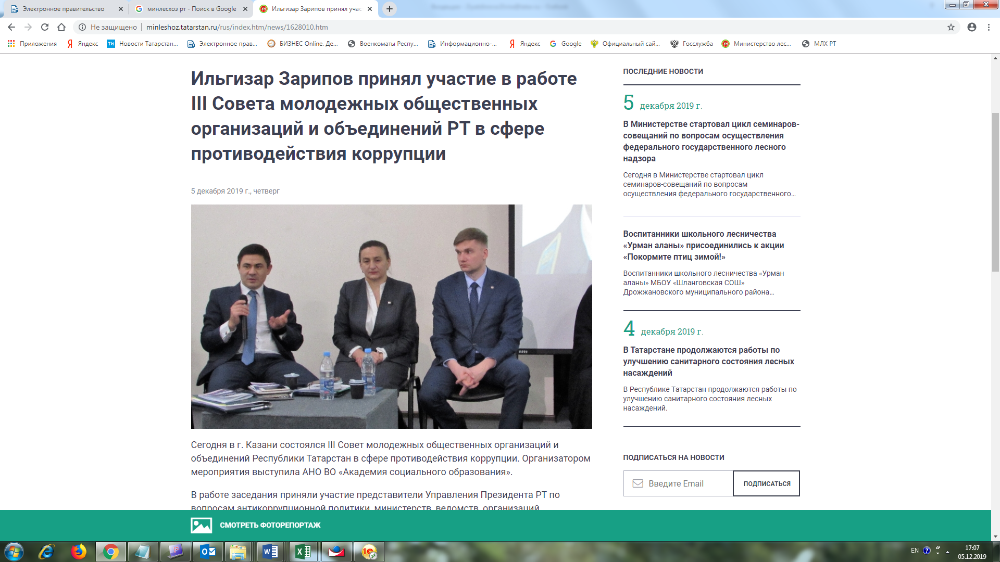 Электронное правительство
минлесхоз рт - Поиск в Google
Ильгизар Зарипов принял учас
Не защищено
minleshoz.tatarstan.ru/rus/index.htm/news/1628010.htm
Приложения
Яндекс
Новости Татарстан...
Электронное прав...
БИЗНЕС Online. Де...
Военкоматы Респу...
Информационно-...
Яндекс
Google
Официальный сай...
Госслужба
Министерство лес...
МЛХ РТ
Ильгизар Зарипов принял участие в работе
III Совета молодежных общественных
организаций и объединений РТ в сфере
противодействия коррупции
5 декабря 2019 г., четверг
Сегодня в г. Казани состоялся III Совет молодежных общественных организаций и
объединений Республики Татарстан в сфере противодействия коррупции. Организатором
мероприятия выступила АНО ВО «Академия социального образования».
В работе заседания приняли участие представители Управления Президента РТ по
вопросам антикоррупционной политики, министерств, ведомств, организаций
ПОСЛЕДНИЕ НОВОСТИ
5 декабря 2019 г.
В Министерстве стартовал цикл семинаров-
совещаний по вопросам осуществления
федерального государственного лесного
надзора
Сегодня в Министерстве стартовал цикл
семинаров-совещаний по вопросам
осуществления федерального государственного...
Воспитанники школьного лесничества
«Урман аланы» присоединились к акции
«Покормите птиц зимой!»
Воспитанники школьного лесничества «Урман
аланы» МБОУ «Шланговская СОШ»
Дрожжановского муниципального района...
4 декабря 2019 г.
В Татарстане продолжаются работы по
улучшению санитарного состояния лесных
насаждений
В Республике Татарстан продолжаются работы по
улучшению санитарного состояния лесных
насаждений.
ПОДПИСАТЬСЯ НА НОВОСТИ
Введите Email
ПОДПИСАТЬСЯ
СМОТРЕТЬ ФОТОРЕПОРТАЖ
EN
17:07
05.12.2019